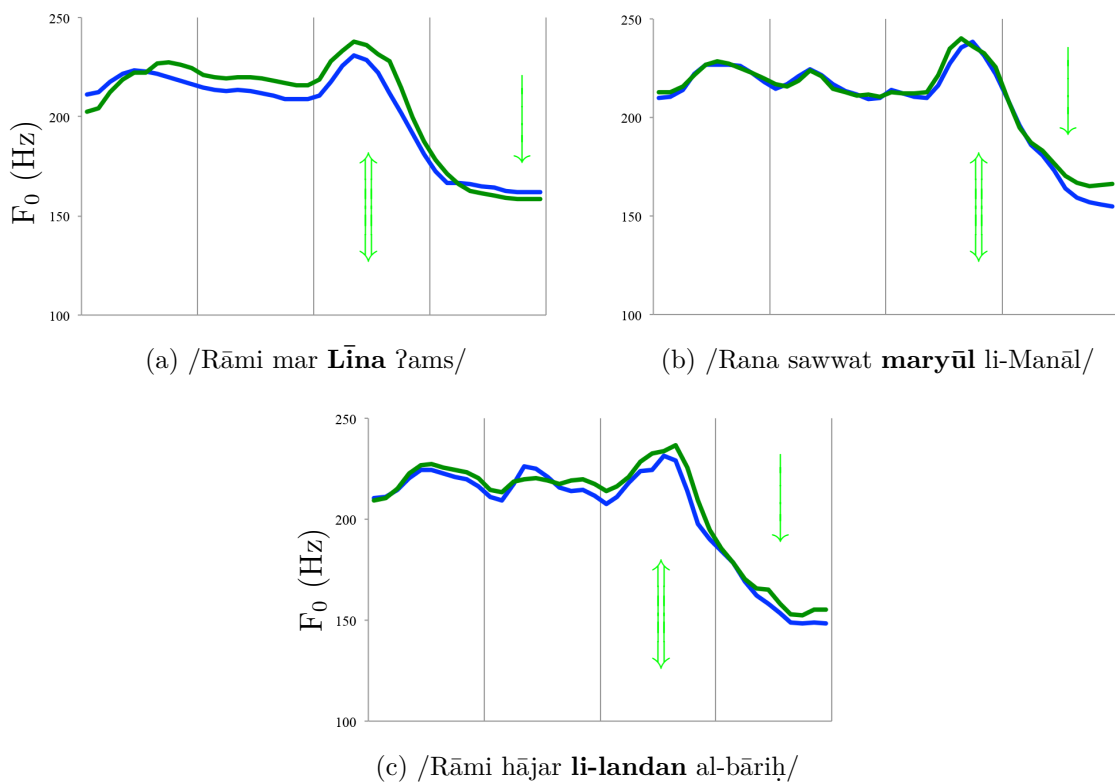 250
200
150
100
F₀ (Hz)
(a) /Rāmi mar Līna ʔams/
250
200
150
100
(b) /Rana sawwat maryūl li-Manāl/
250
200
150
100
F₀ (Hz)
(c) /Rāmi hājar li-landan al-bāriḥ/